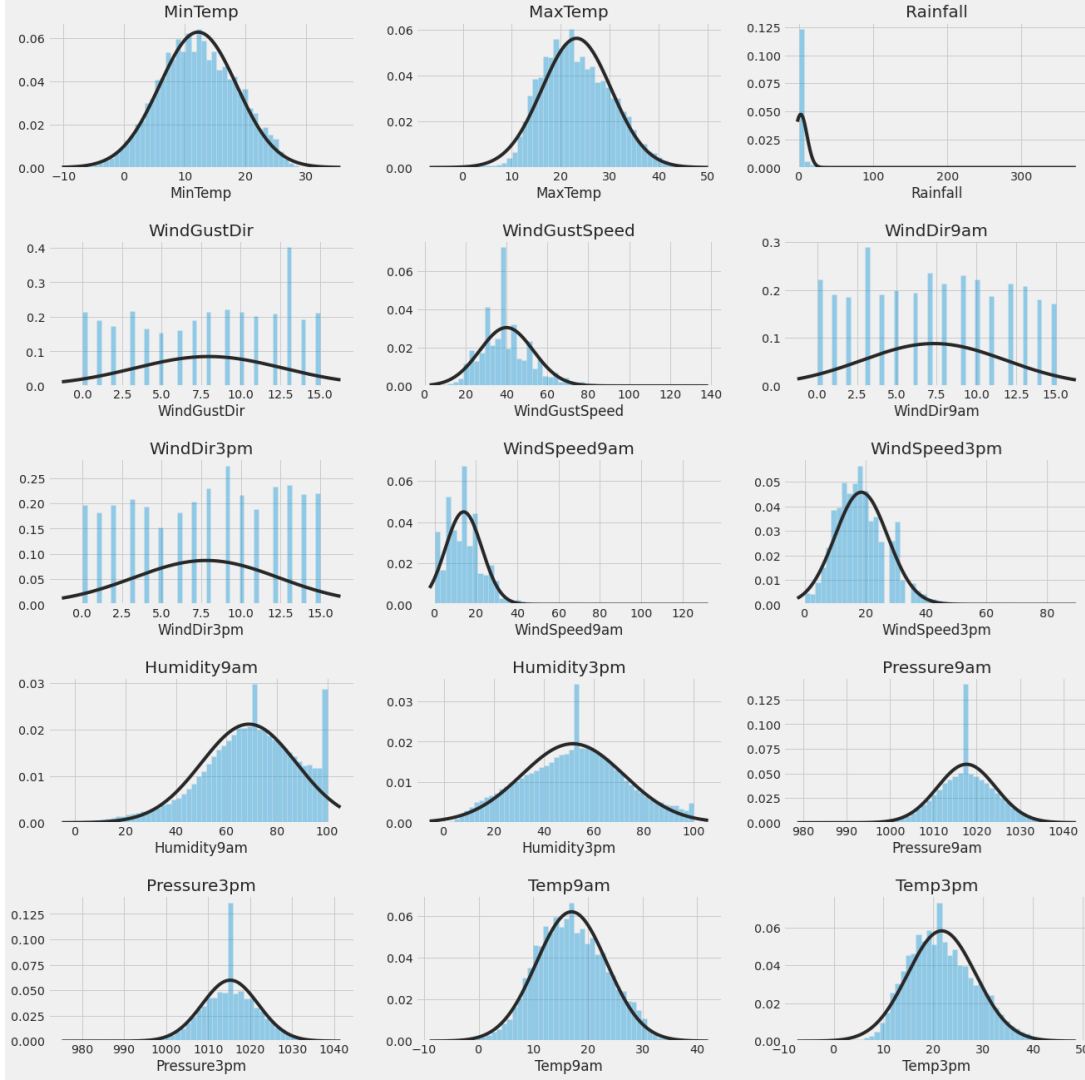 MinTemp MaxTemp Rainfall
0.06 0.04 0.02 0.00
−10 0 10 20 30
MinTemp
0.06 0.05 0.04 0.03 0.02 0.01 0.00
0 10 20 30 40 50
MaxTemp
0.125 0.100 0.075 0.050 0.025 0.000
0 100 200 300
Rainfall
WindGustDir WindGustSpeed WindDir9am
0.4 0.3 0.2 0.1 0.0
0.0 2.5 5.0 7.5 10.0 12.5 15.0
WindGustDir
0.06 0.04 0.02 0.00
0 20 40 60 80 100 120 140
WindGustSpeed
0.3 0.2 0.1 0.0
0.0 2.5 5.0 7.5 10.0 12.5 15.0
WindDir9am
WindDir3pm WindSpeed9am WindSpeed3pm
0.25 0.20 0.15 0.10 0.05 0.00
0.0 2.5 5.0 7.5 10.0 12.5 15.0
WindDir3pm
0.06 0.04 0.02 0.00
0 20 40 60 80 100 120
WindSpeed9am
0.05 0.04 0.03 0.02 0.01 0.00
0 20 40 60 80
WindSpeed3pm
Humidity9am Humidity3pm Pressure9am
0.03 0.02 0.01 0.00
0 20 40 60 80 100
Humidity9am
0.03 0.02 0.01 0.00
0 20 40 60 80 100
Humidity3pm
0.125 0.100 0.075 0.050 0.025 0.000
980 990 1000 1010 1020 1030 1040
Pressure9am
Pressure3pm Temp9am Temp3pm
0.125 0.100 0.075 0.050 0.025 0.000
980 990 1000 1010 1020 1030 1040
Pressure3pm
0.06 0.04 0.02 0.00
−10 0 10 20 30 40
Temp9am
0.06 0.04 0.02 0.00
−10 0 10 20 30 40
Temp3pm